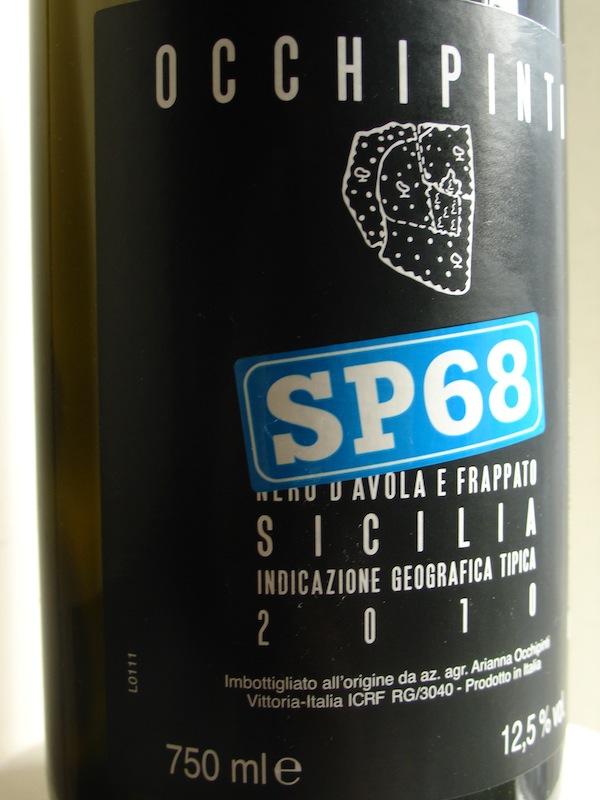 OCCHIPINTI
SP68
NERO D'AVOLA E FRAPPATO
SICILIA
INDICAZIONE GEOGRAFICA TIPICA
2010
Imbottigliato all'origine da az. agr. Arianna Occhipinti
Vittoria-Italia ICRF RG/3040 - Prodotto in Italia
L0111
750 ml e
12,5 % vol